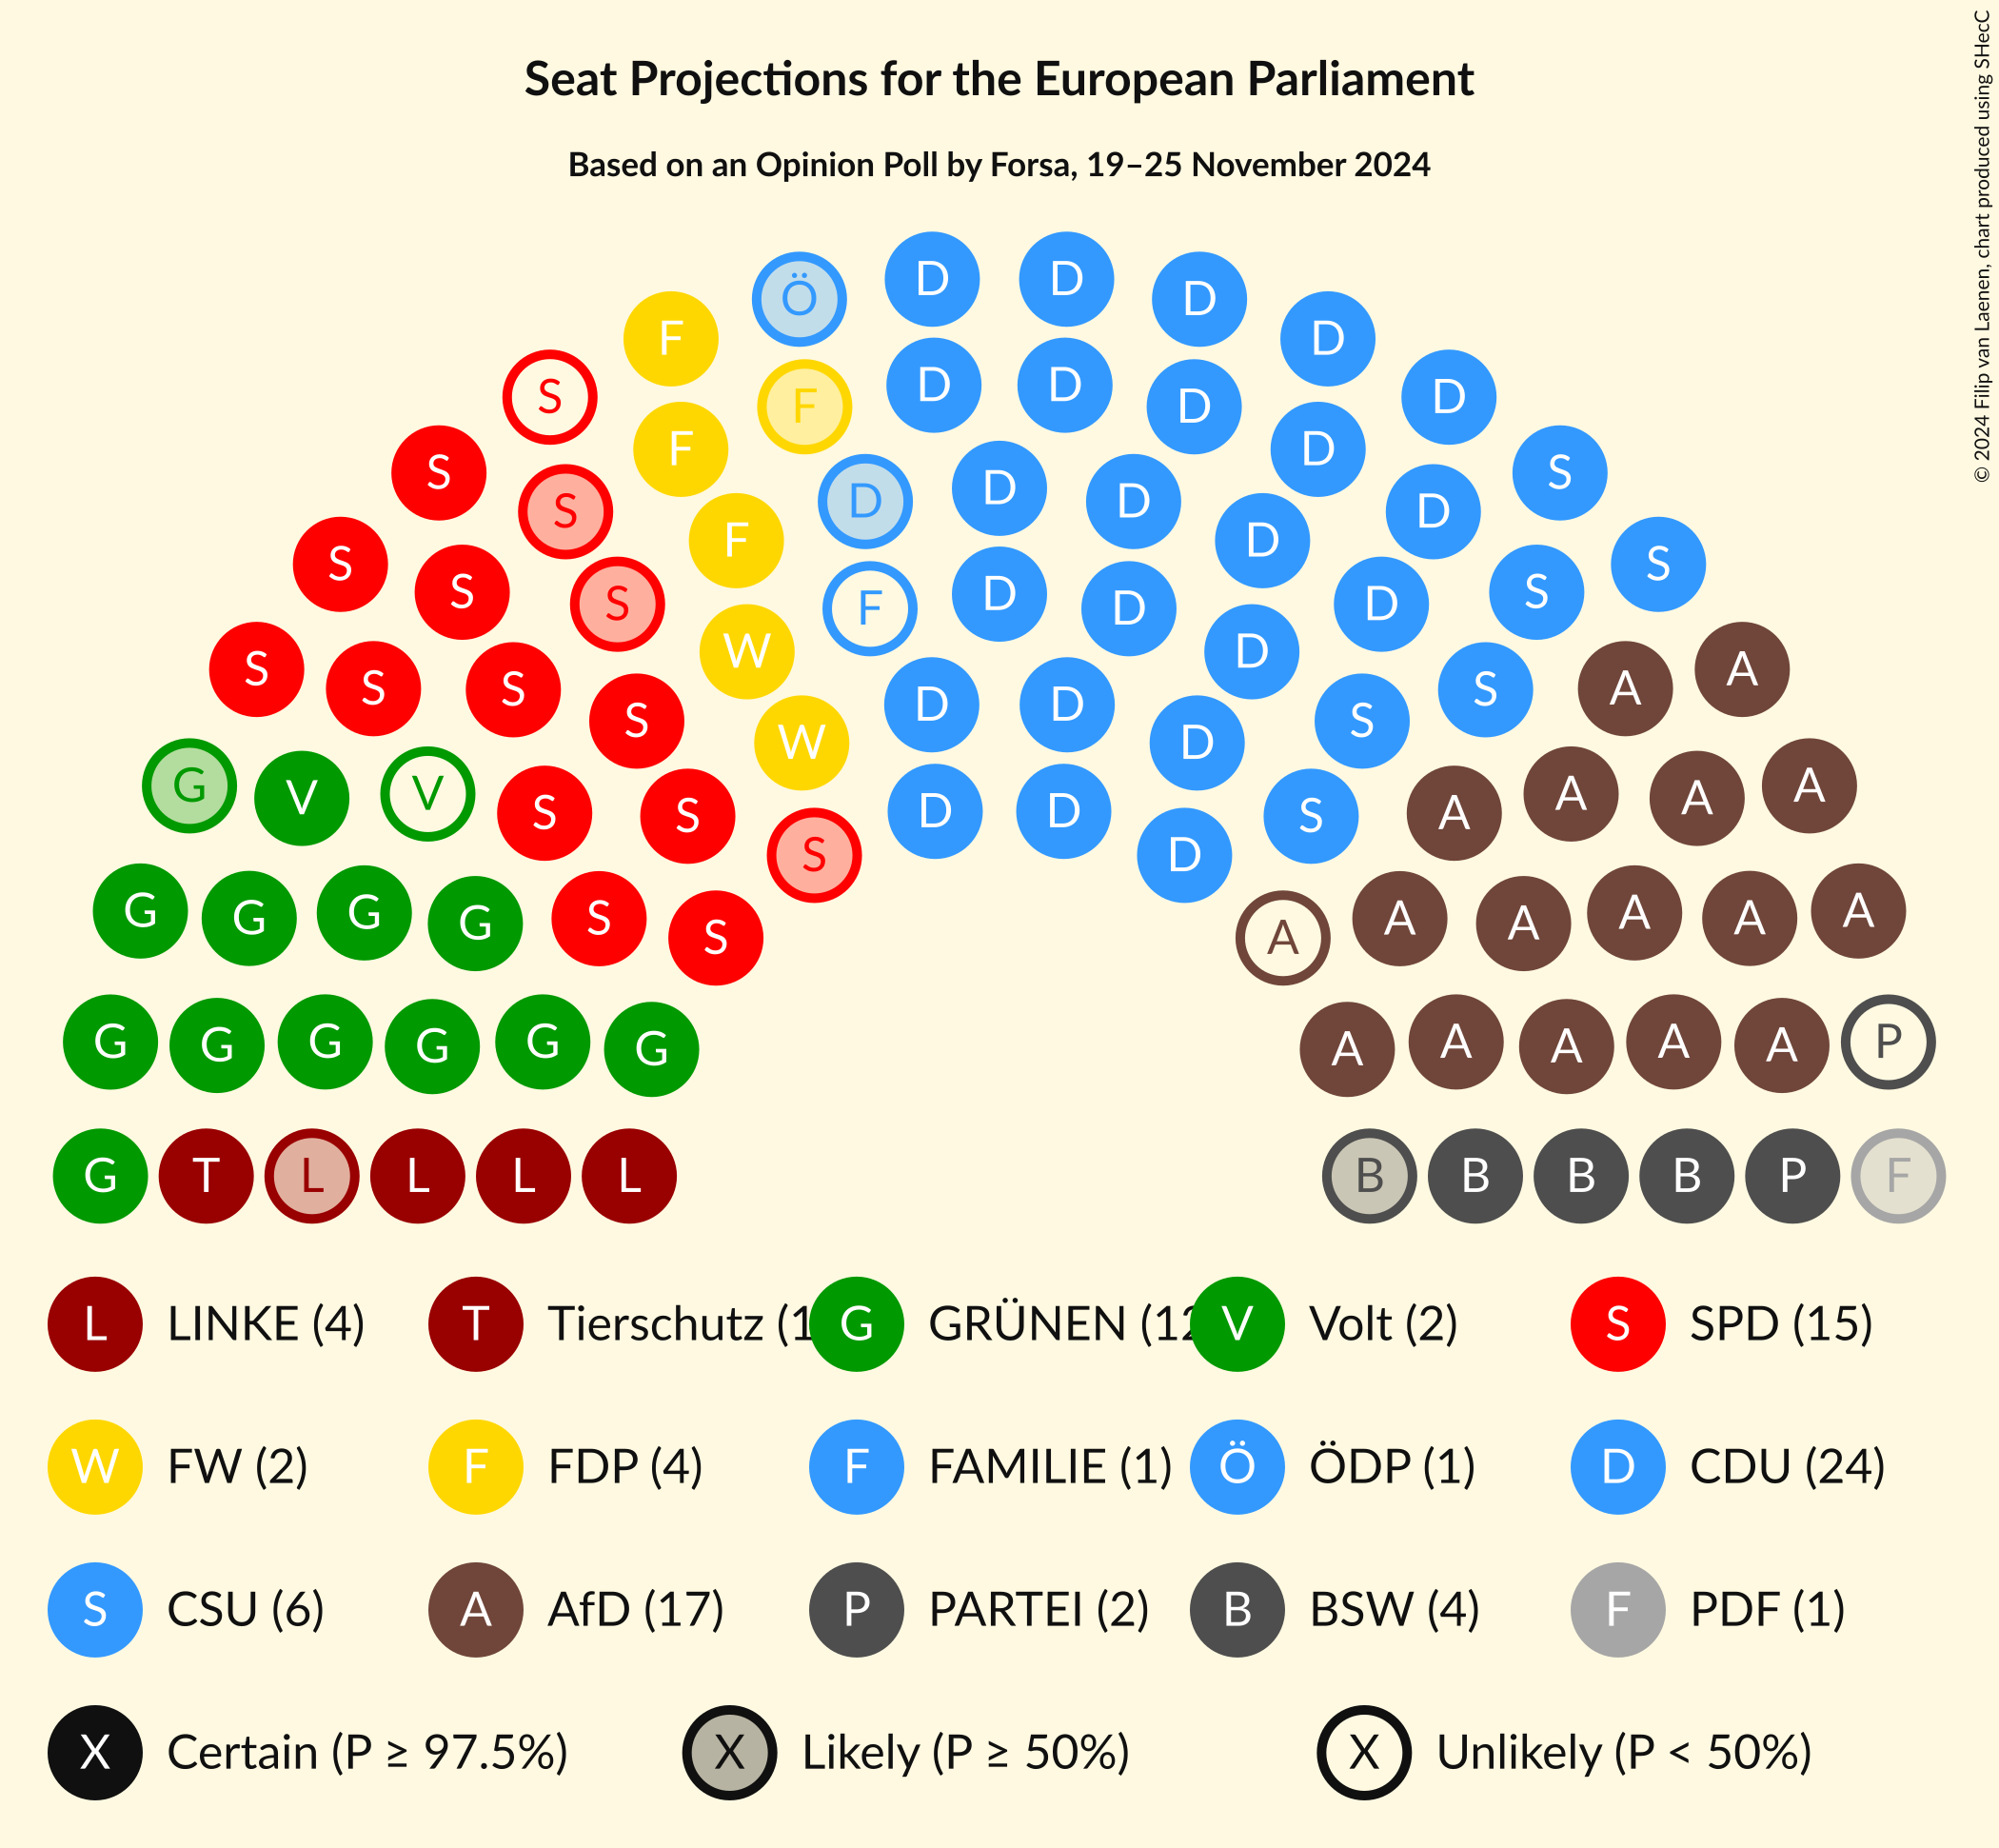 Seat Projections for the European Parliament
Based on an Opinion Poll by Forsa, 19–25 November 2024
© 2024 Filip van Laenen, chart produced using SHecC
Ö D D D
F D
S F D D D D
F D
S S
D D D
S D
F D
S S
S S F D D D S
W D
S A
S S D D S A
S S
W D
G V V S S D D S A A A A
S D
G G G G S S A A A A A A
G G G G G G A A A A A P
G T L L L L B B B B P F
L LINKE (4) T Tierschutz (1 G GRÜNEN (12 V Volt (2) S SPD (15)
W FW (2) F FDP (4) F FAMILIE (1) Ö ÖDP (1) D CDU (24)
S CSU (6) A AfD (17) P PARTEI (2) B BSW (4) F PDF (1)
X Certain (P ≥ 97.5%) X Likely (P ≥ 50%) X Unlikely (P < 50%)